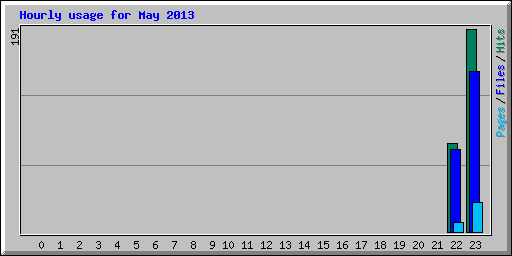 Hourly usage for May 2013
191
Pages/Files/Hits
0 1 2 3 4 5 6 7 8 9 10 11 12 13 14 15 16 17 18 19 20 21 22 23